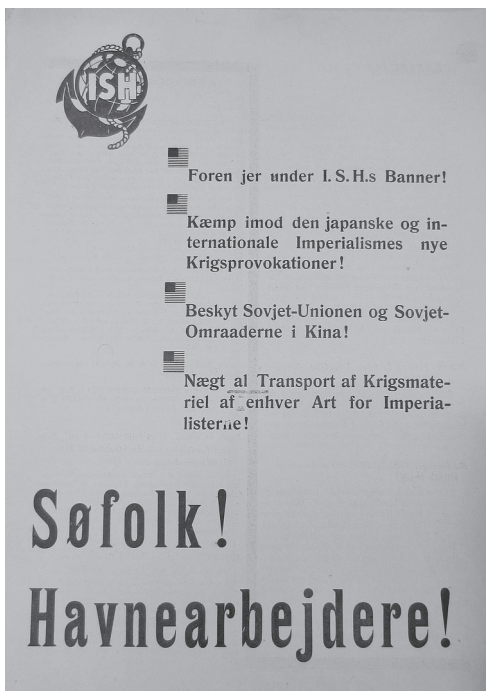 ISH
Foren jer under I. S. H.s Banner!
Kæmp imod den japanske og in-
ternationale Imperialismes nye
Krigsprovokationer!
Beskyt Sovjet-Unionen og Sovjet-
Omraaderne i Kina!
Nægt al Transport af Krigsmate-
riel af enhver Art for Imperia-
listerne!
Søfolk!
Havnearbejdere!